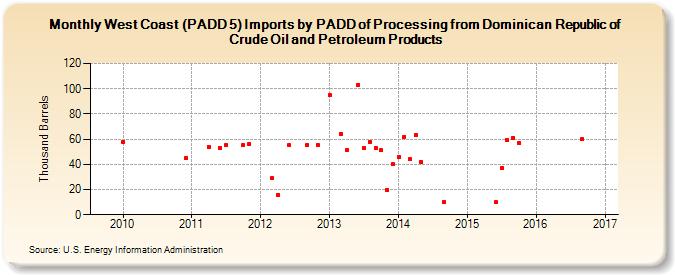 Monthly West Coast (PADD 5) Imports by PADD of Processing from Dominican Republic of
Crude Oil and Petroleum Products
Thousand Barrels
120
100
80
60
40
20
0
2010 2011 2012 2013 2014 2015 2016 2017
Source: U.S. Energy Information Administration